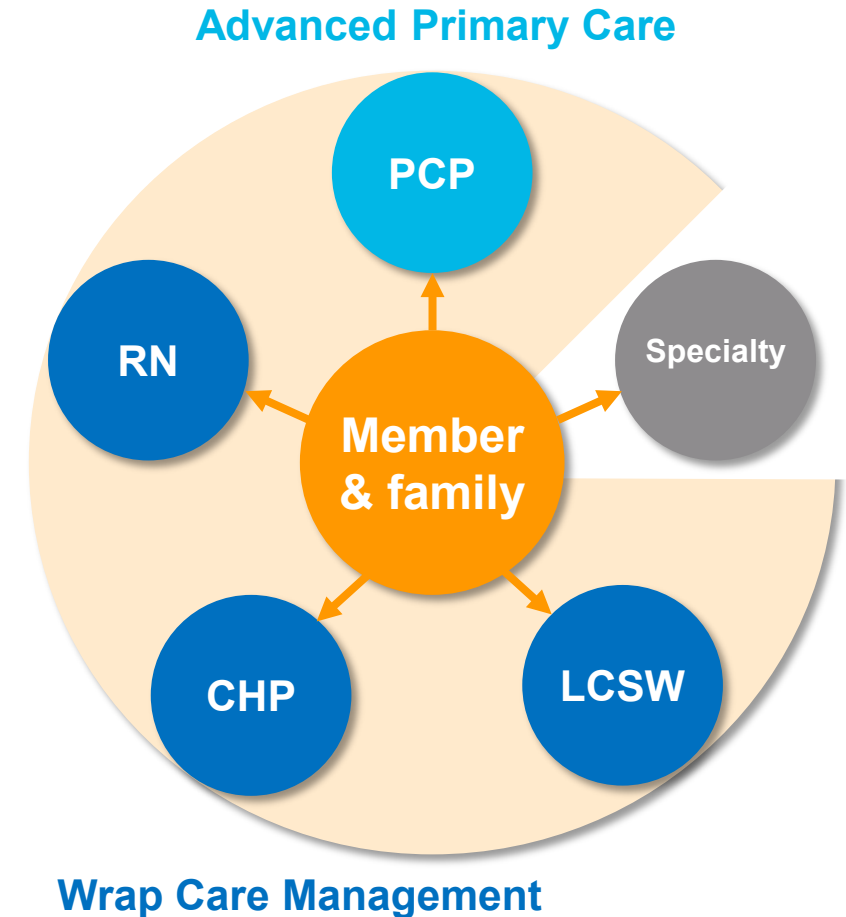 Advanced Primary Care
PCP
RN
Specialty
Member
& family
CHP
LCSW
Wrap Care Management